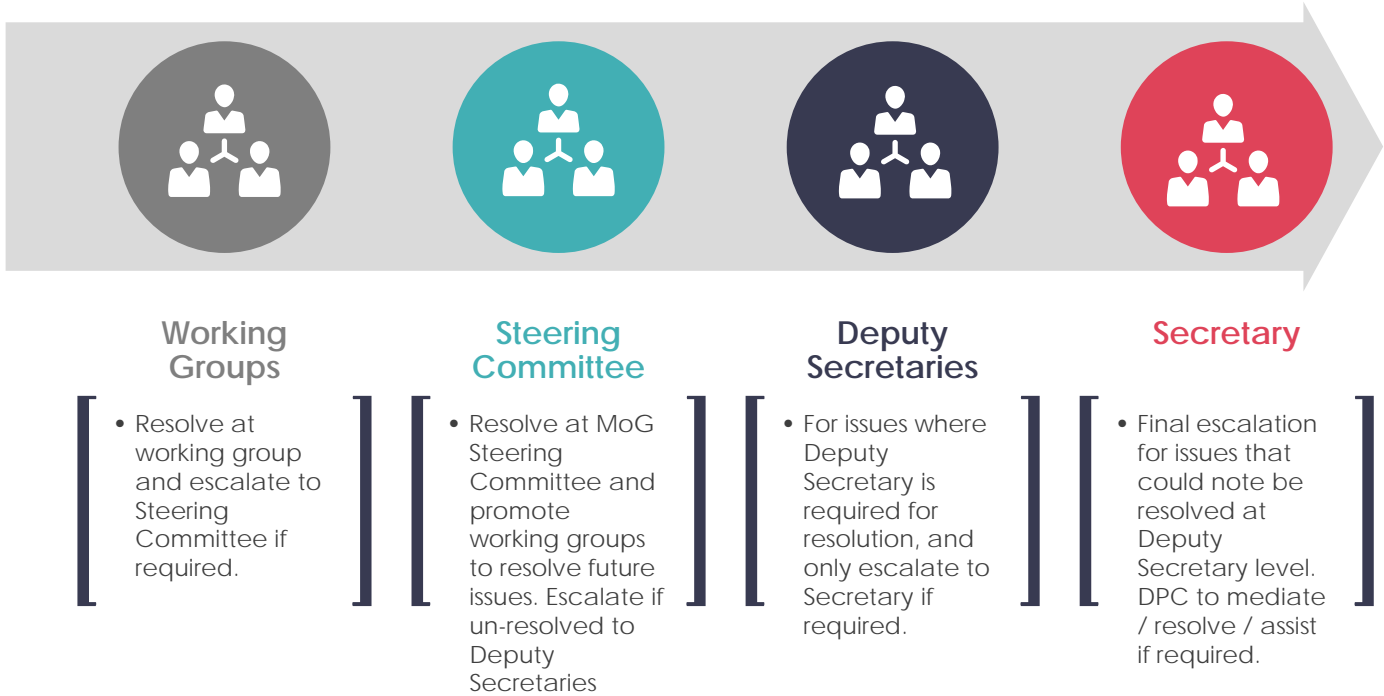 Working
Groups
• Resolve at
working group
and escalate to
Steering
Committee if
required.
Steering
Committee
• Resolve at MoG
Steering
Committee and
promote
working groups
to resolve future
issues. Escalate if
un-resolved to
Deputy
Secretaries
Deputy
Secretaries
• For issues where
Deputy
Secretary is
required for
resolution, and
only escalate to
Secretary if
required.
Secretary
• Final escalation
for issues that
could note be
resolved at
Deputy
Secretary level.
DPC to mediate
/ resolve / assist
if required.